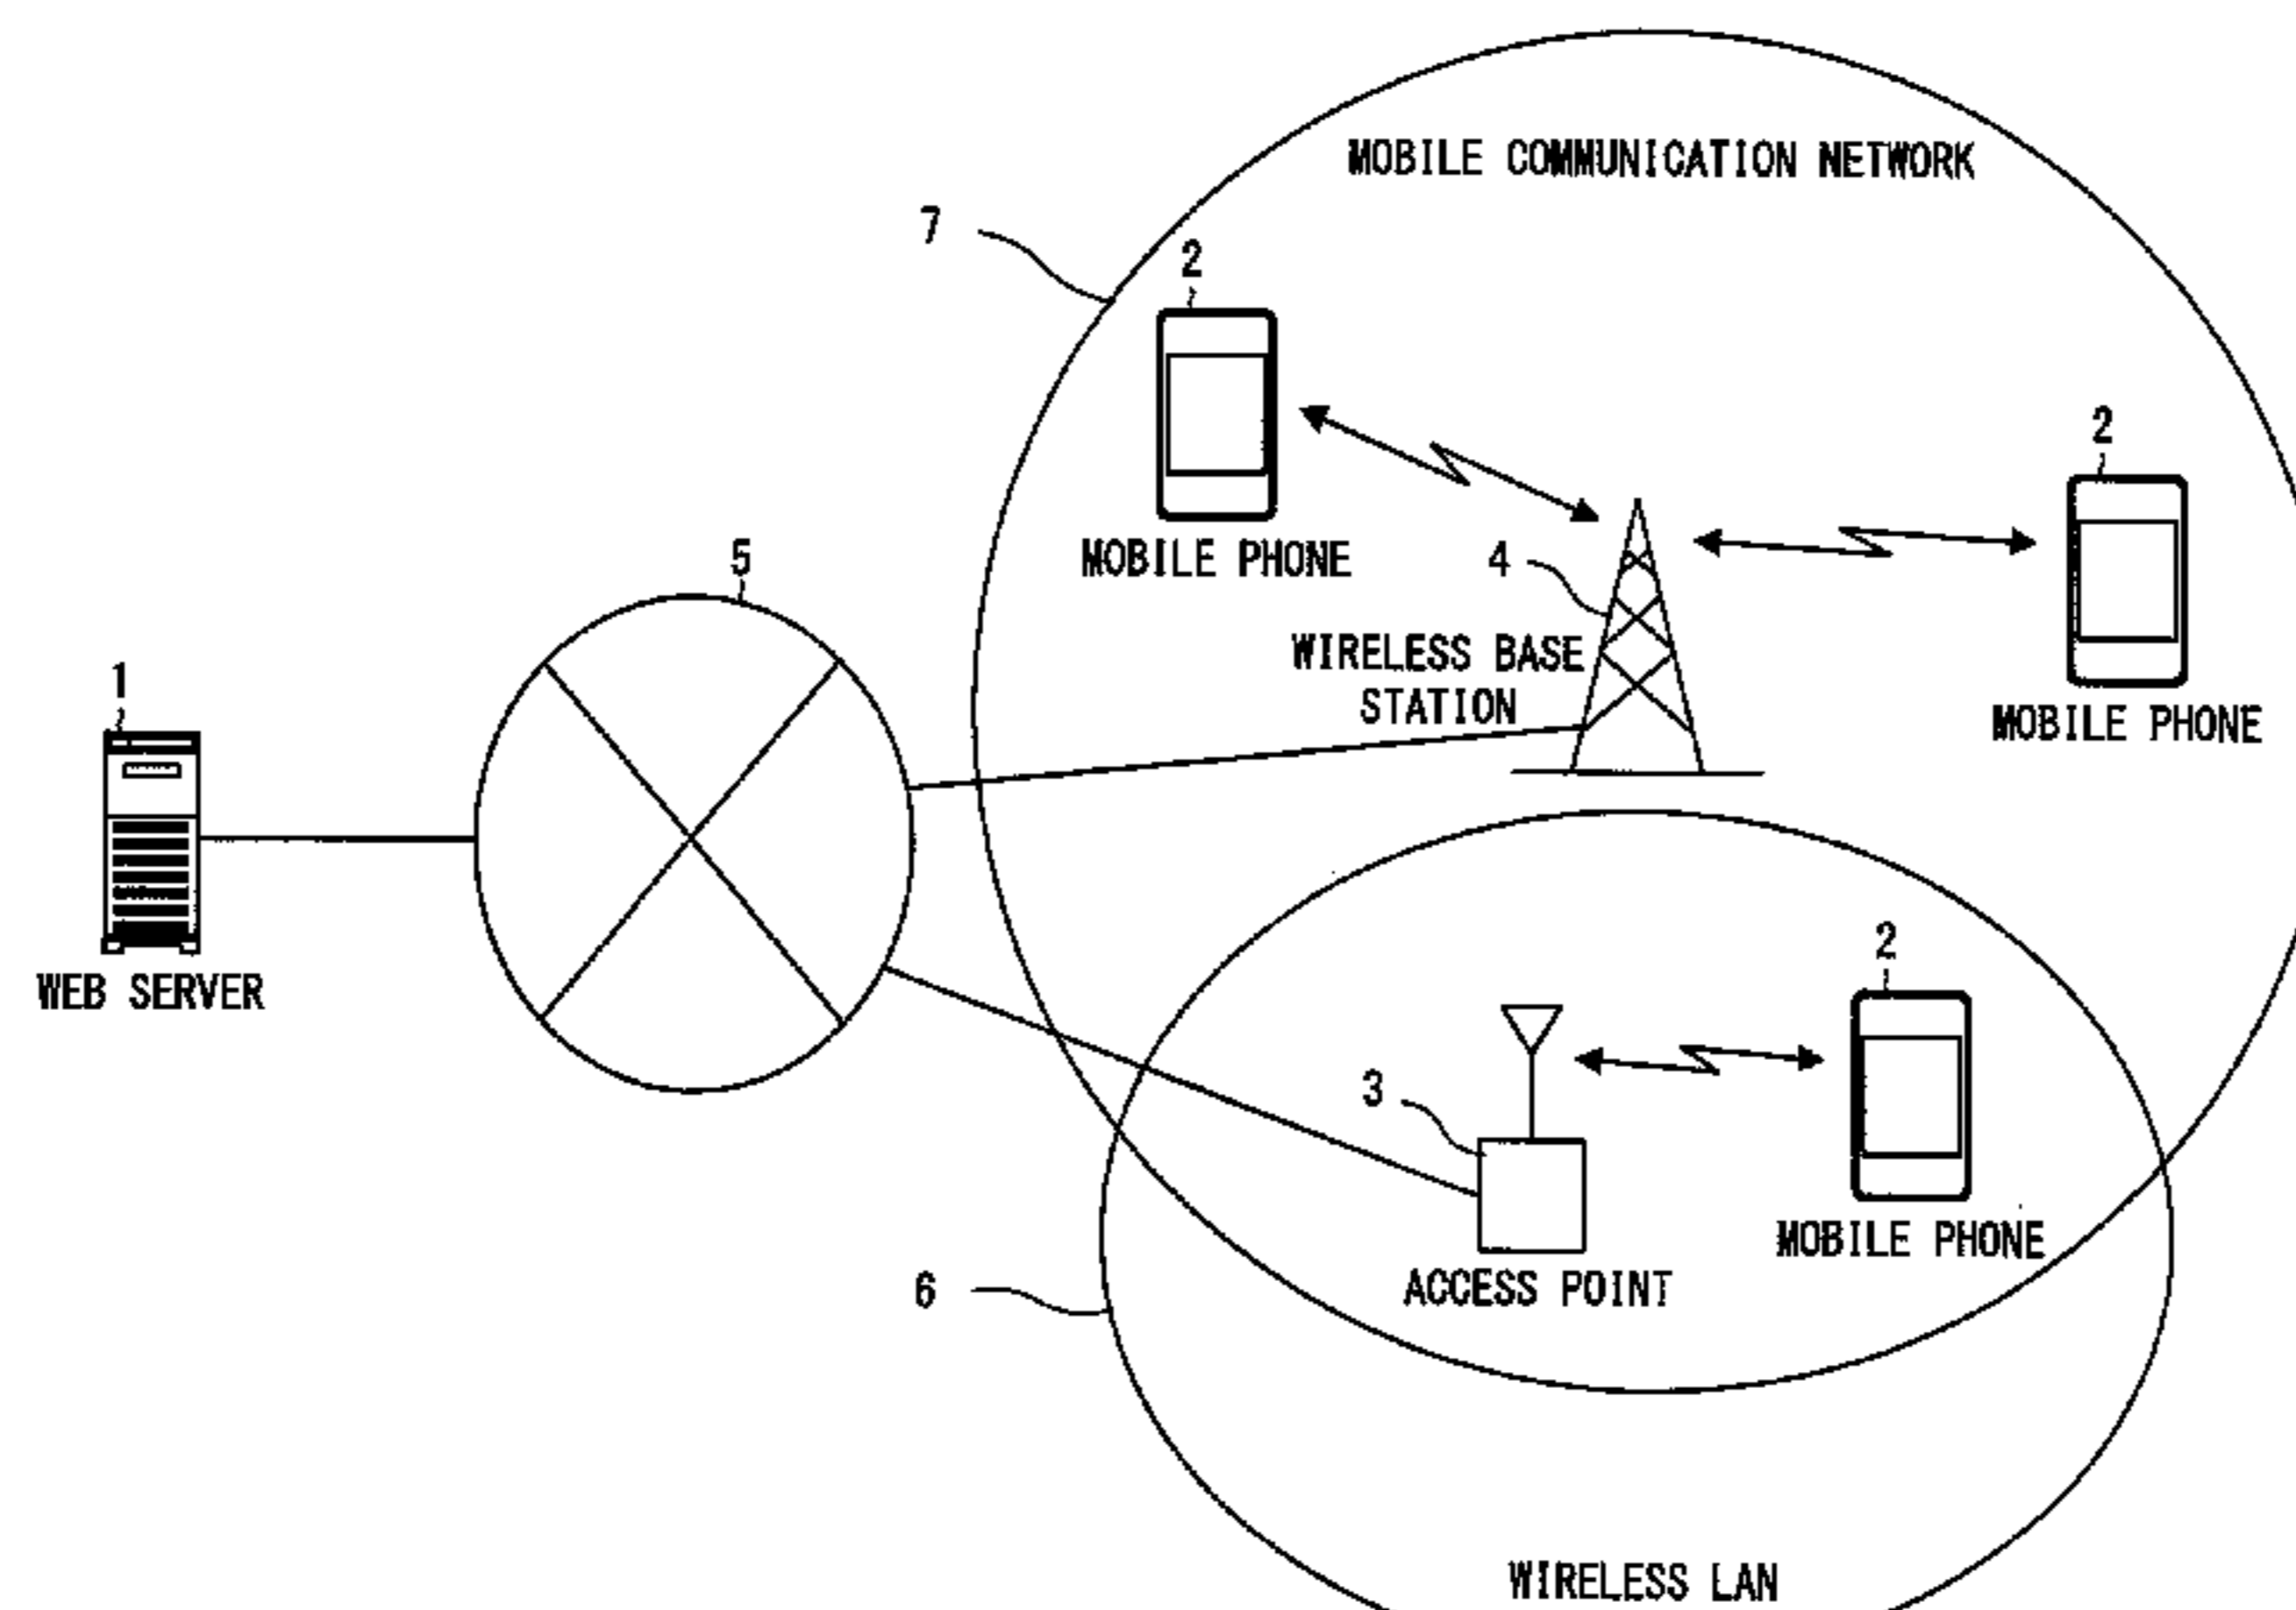 MOBILE COMMUNICATION NETWORK
7
2
MOBILE PHONE
2
MOBILE PHONE
4
WIRELESS BASE
STATION
5
1
WEB SERVER
2
MOBILE PHONE
3
ACCESS POINT
6
WIRELESS LAN